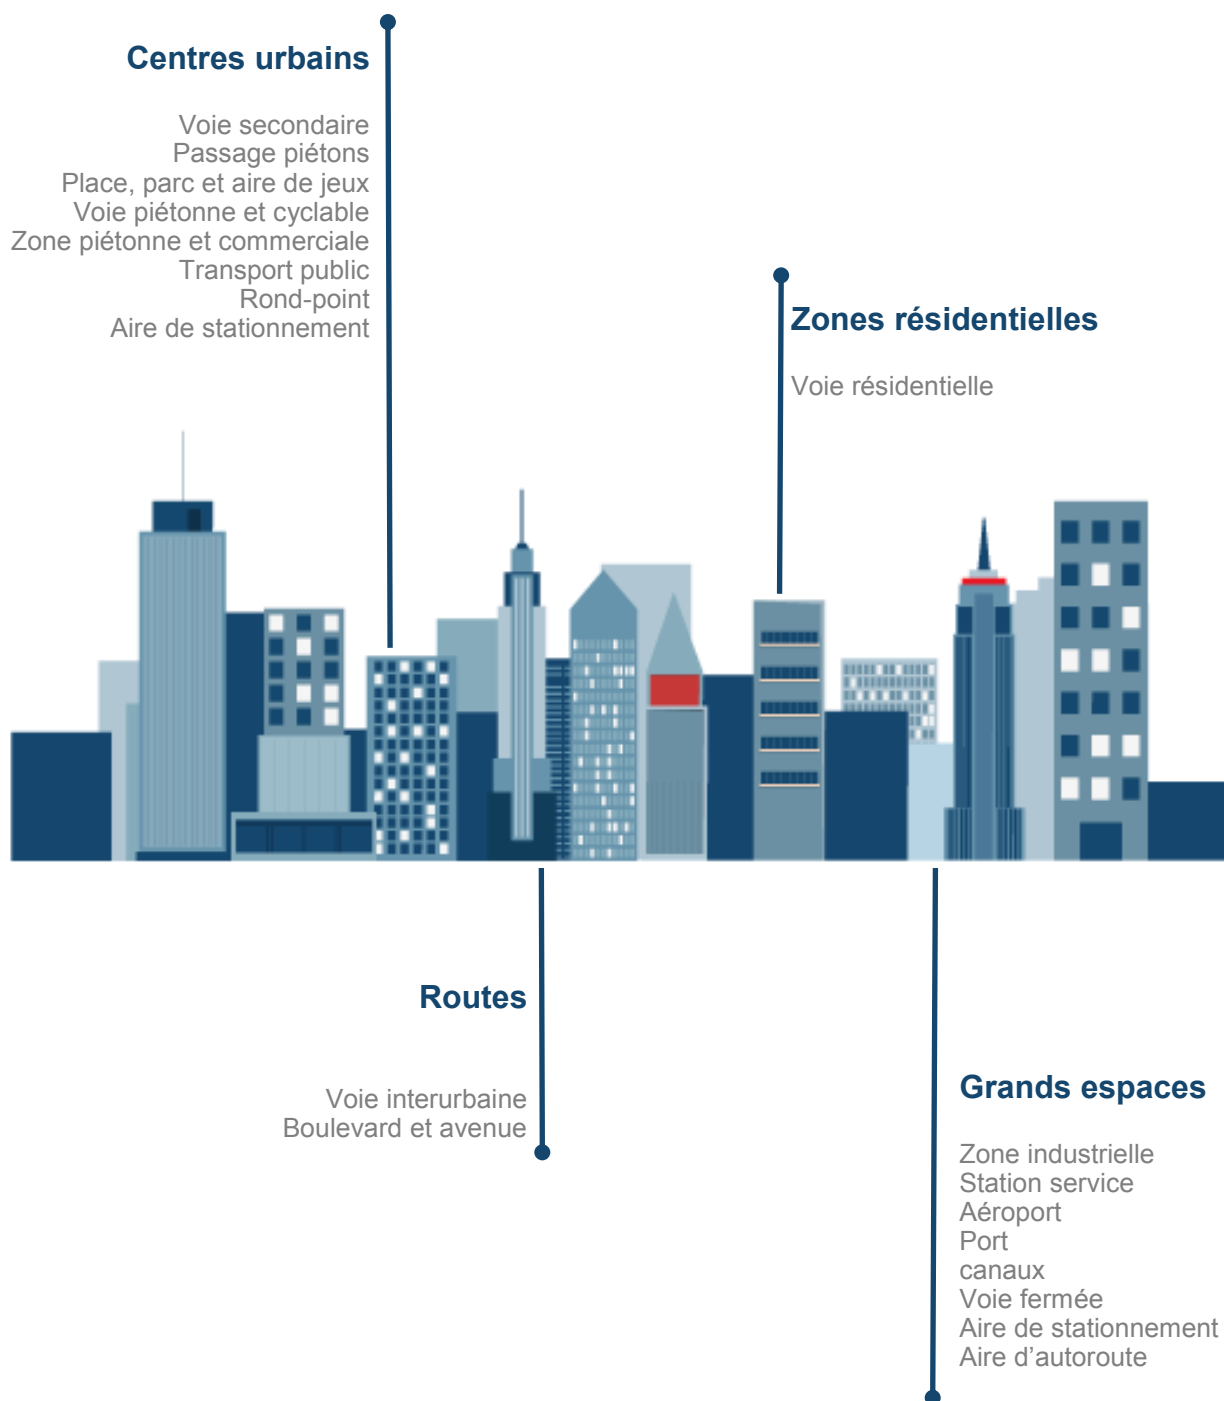 Centres urbains
Voie secondaire
Passage piétons
Place, parc et aire de jeux
Voie piétonne et cyclable
Zone piétonne et commerciale
Transport public
Rond-point
Aire de stationnement
Zones résidentielles
Voie résidentielle
Routes
Voie interurbaine
Boulevard et avenue
Grands espaces
Zone industrielle
Station service
Aéroport
Port
canaux
Voie fermée
Aire de stationnement
Aire d’autoroute